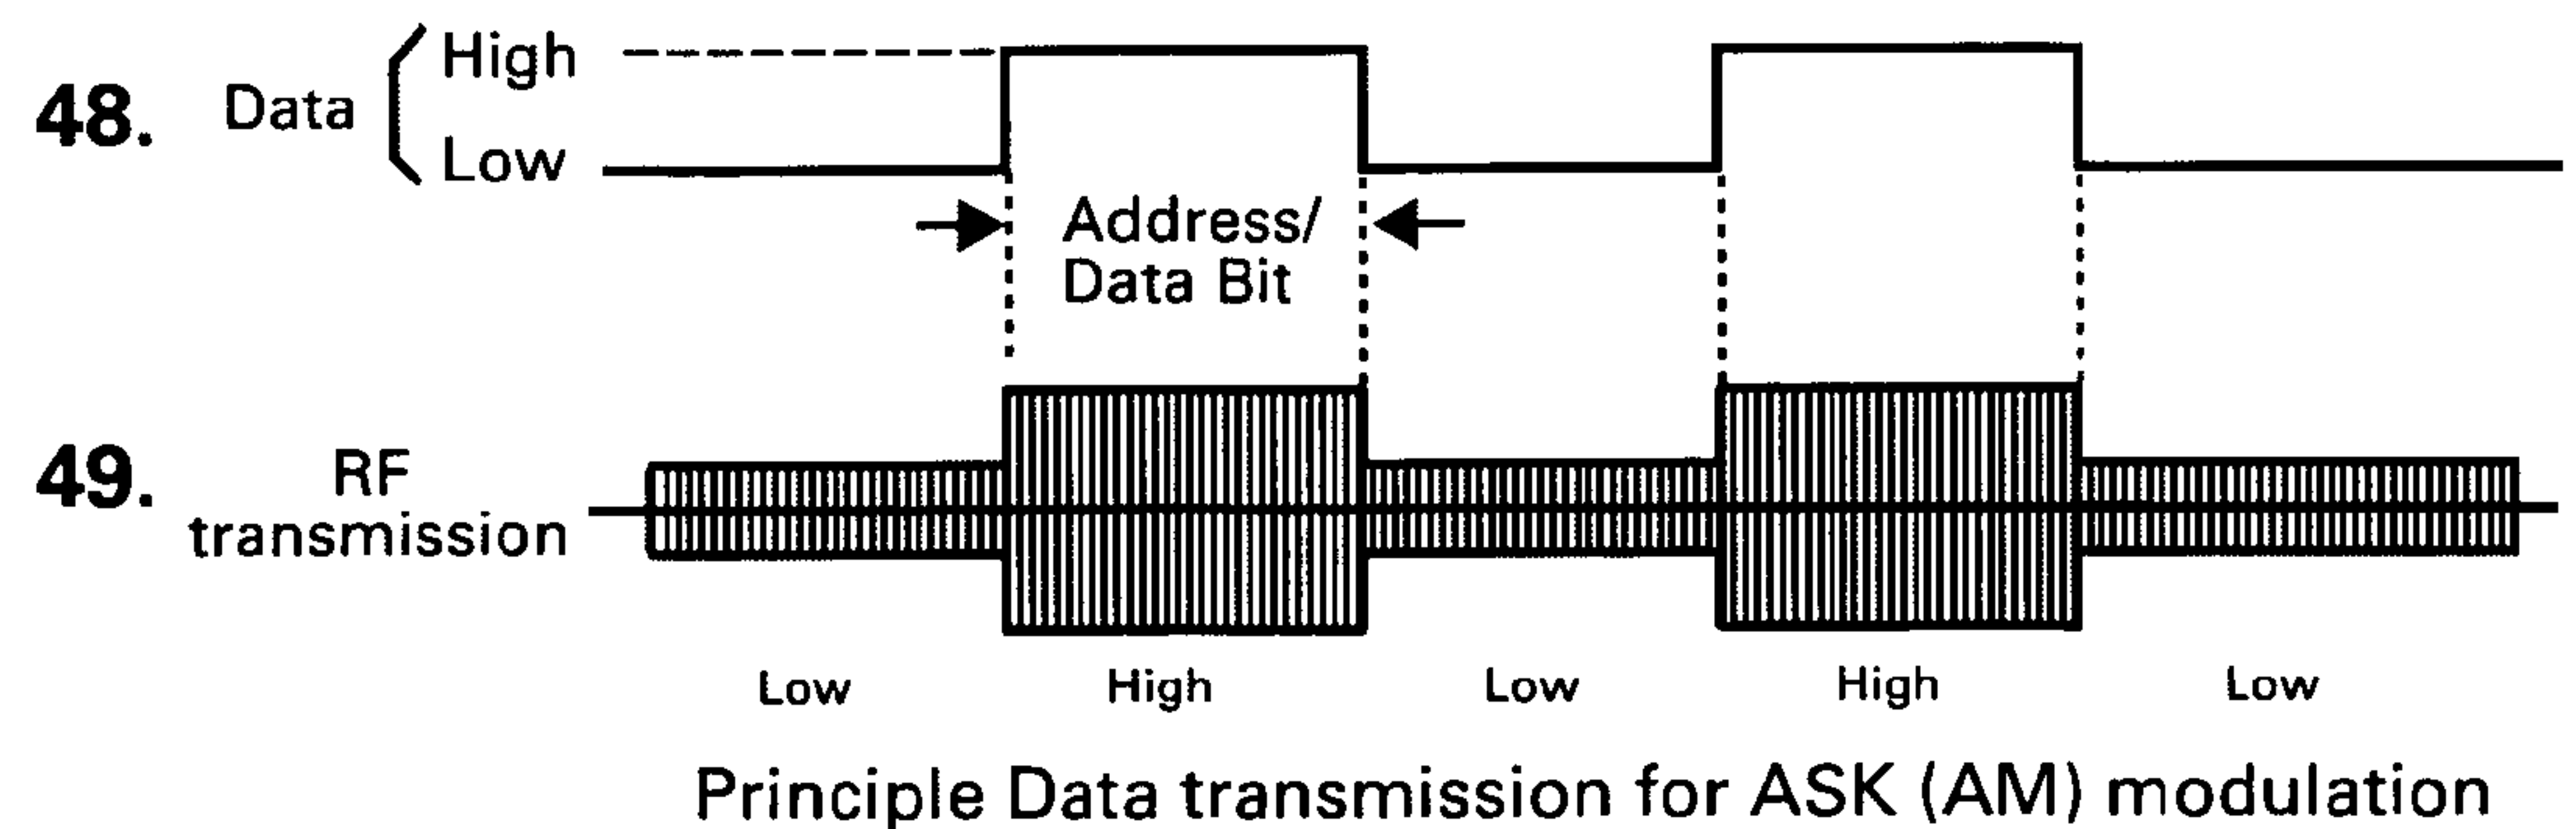 48. Data High
Low
Address/
Data Bit
49. RF
transmission
Low High Low High Low
Principle Data transmission for ASK (AM) modulation